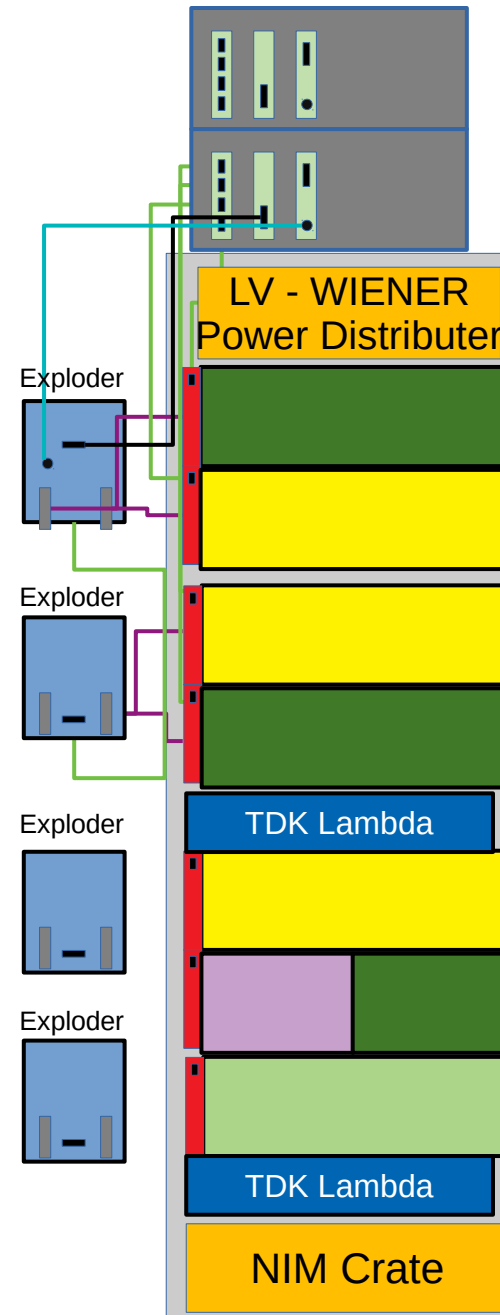 LV - WIENER
Power Distributer
Exploder
Exploder
TDK Lambda
Exploder
Exploder
TDK Lambda
NIM Crate